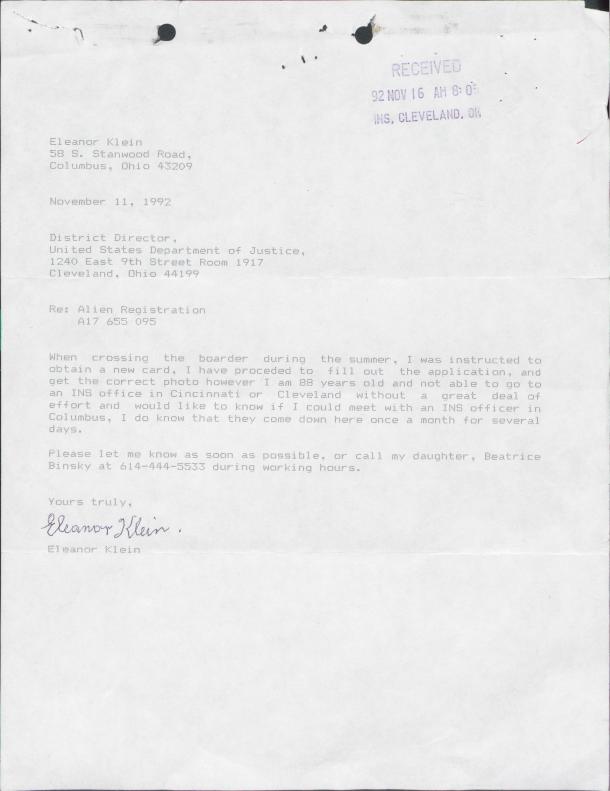 RECEIVED
92 NOV 16 AM 8:05
INS, CLEVELAND, OH
Eleanor Klein
58 S. Stanwood Road,
Columbus, Ohio 43209
November 11, 1992
District Director,
United States Department of Justice,
1240 East 9th Street Room 1917
Cleveland, Ohio 44199
Re: Alien Registration
A17 655 095
When crossing the boarder during the summer, I was instructed to
obtain a new card, I have proceded to fill out the application, and
get the correct photo however I am 88 years old and not able to go to
an INS office in Cincinnati or Cleveland without a great deal of
effort and would like to know if I could meet with an INS officer in
Columbus, I do know that they come down here once a month for several
days.
Please let me know as soon as possible, or call my daughter, Beatrice
Binsky at 614-444-5533 during working hours.
Yours truly,
Eleanor Klein.
Eleanor Klein